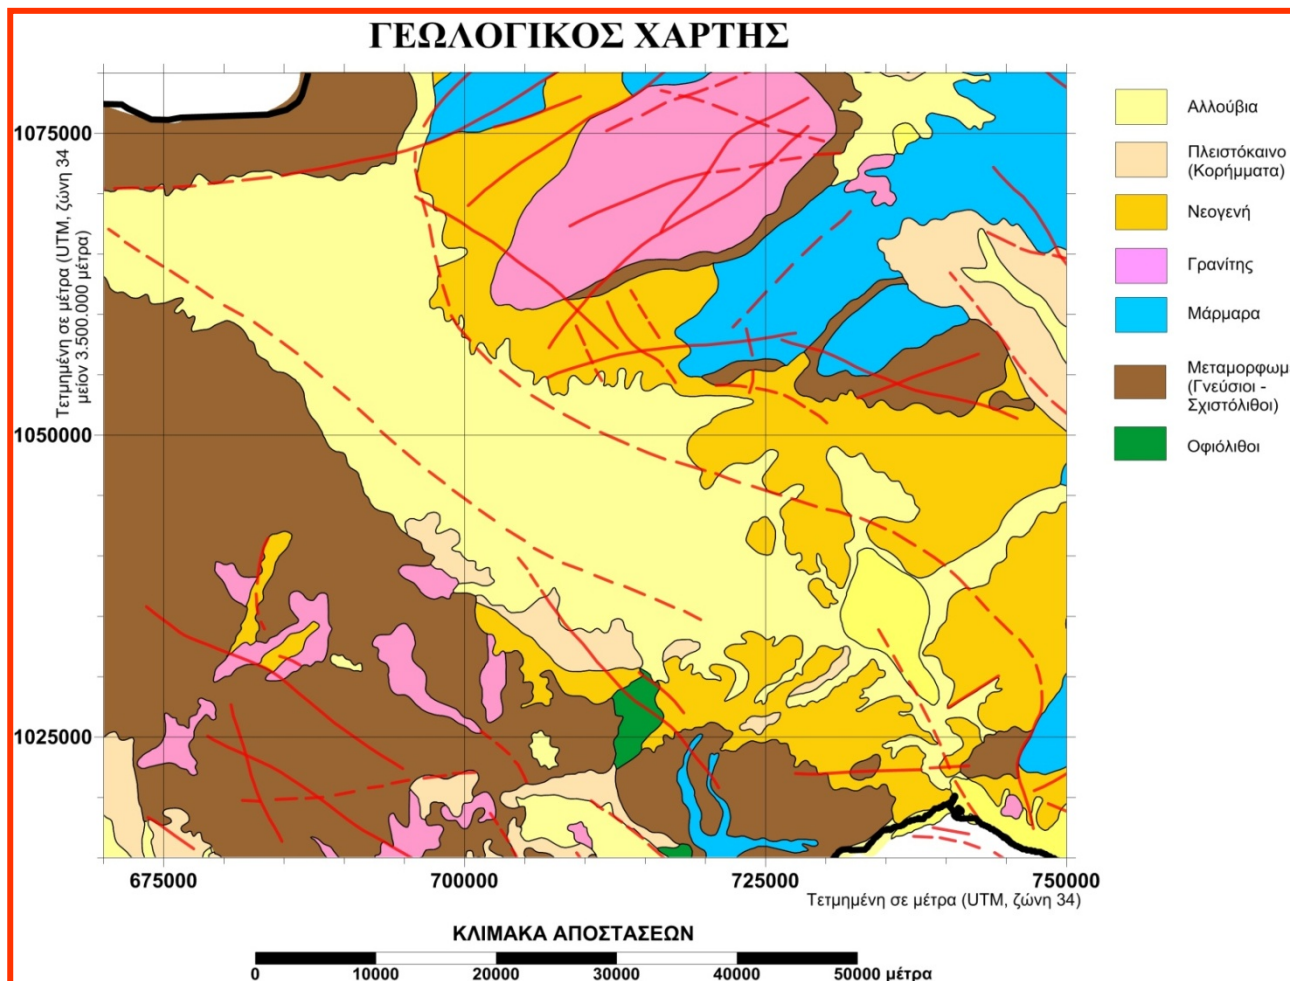 ΓΕΩΛΟΓΙΚΟΣ ΧΑΡΤΗΣ
1075000
1050000
1025000
Τετμημένη σε μέτρα (UTM, ζώνη 34
μείον 3.500.000 μέτρα)
675000
700000
725000
750000
Τετμημένη σε μέτρα (UTM, ζώνη 34)
Αλλούβια
Πλειστόκαινο
(Κορήμματα)
Νεογενή
Γρανίτης
Μάρμαρα
Μεταμορφωμ
(Γνεύσιοι -
Σχιστόλιθοι)
Οφιόλιθοι
ΚΛΙΜΑΚΑ ΑΠΟΣΤΑΣΕΩΝ
0
10000
20000
30000
40000
50000 μέτρα